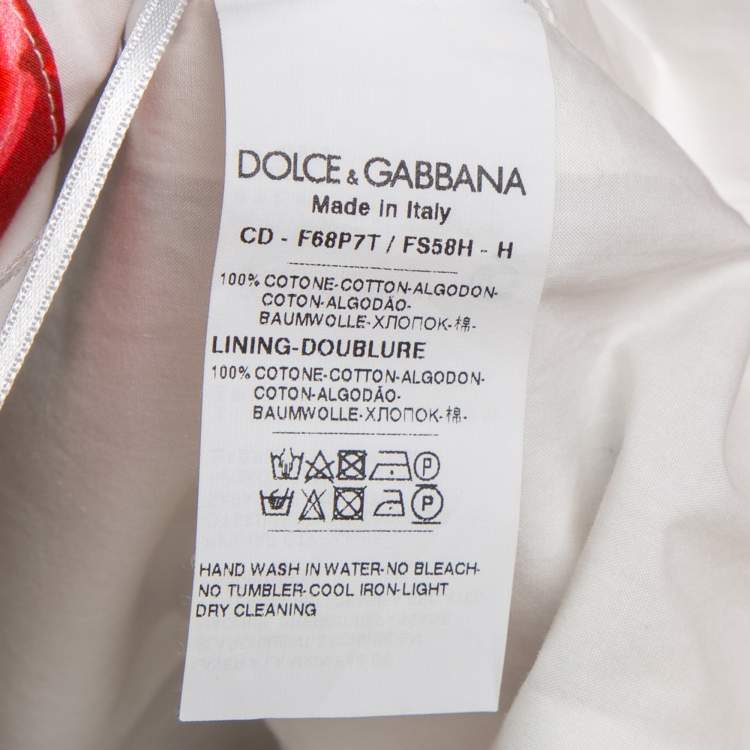 DOLCE & GABBANA
Made in Italy
CD - F68P7T / FS58H - H
100% COTONE-COTTON-ALGODON-
COTON-ALGODÃO-
BAUMWOLLE-ХЛОПОК-棉-
LINING-DOUBLURE
100% COTONE-COTTON-ALGODON-
COTON-ALGODÃO-
BAUMWOLLE-ХЛОПОК-棉-
P
P
HAND WASH IN WATER-NO BLEACH-
NO TUMBLER-COOL IRON-LIGHT
DRY CLEANING